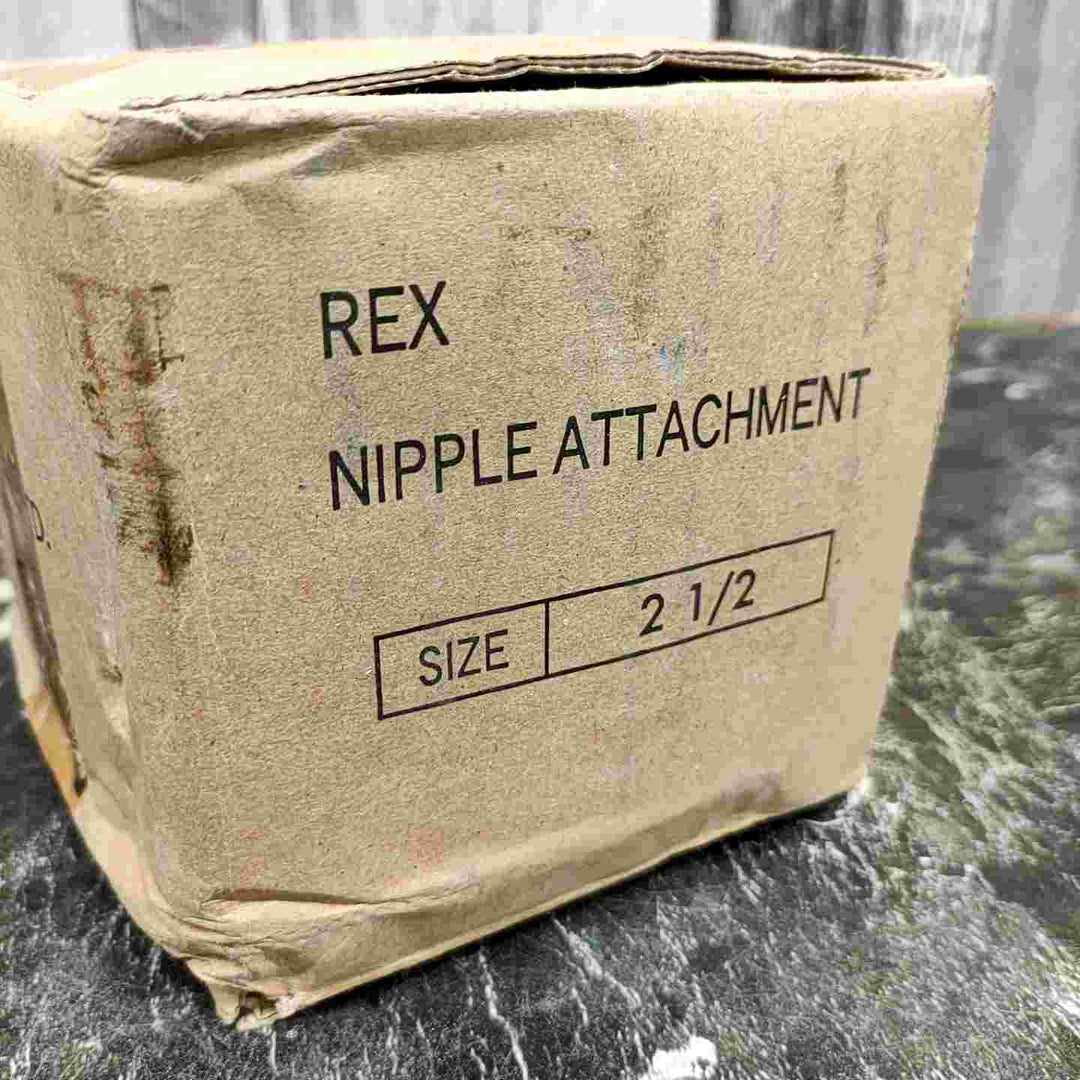 REX
NIPPLE ATTACHMENT
SIZE 2 1/2